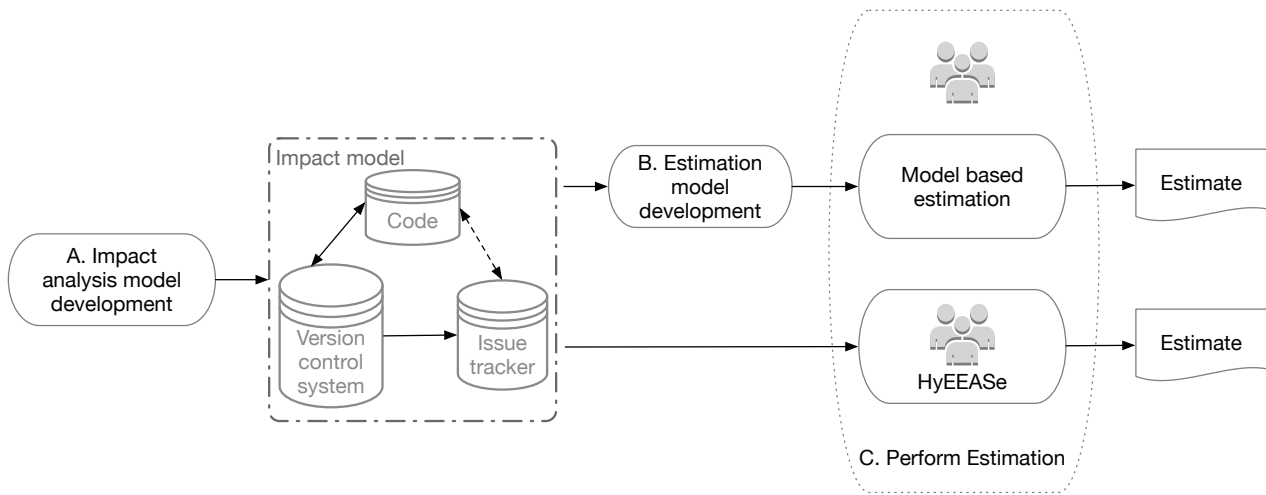 A. Impact
analysis model
development
Impact model
Code
Version
control
system
Issue
tracker
B. Estimation
model
development
Model based
estimation
Estimate
HyEEASe
Estimate
C. Perform Estimation